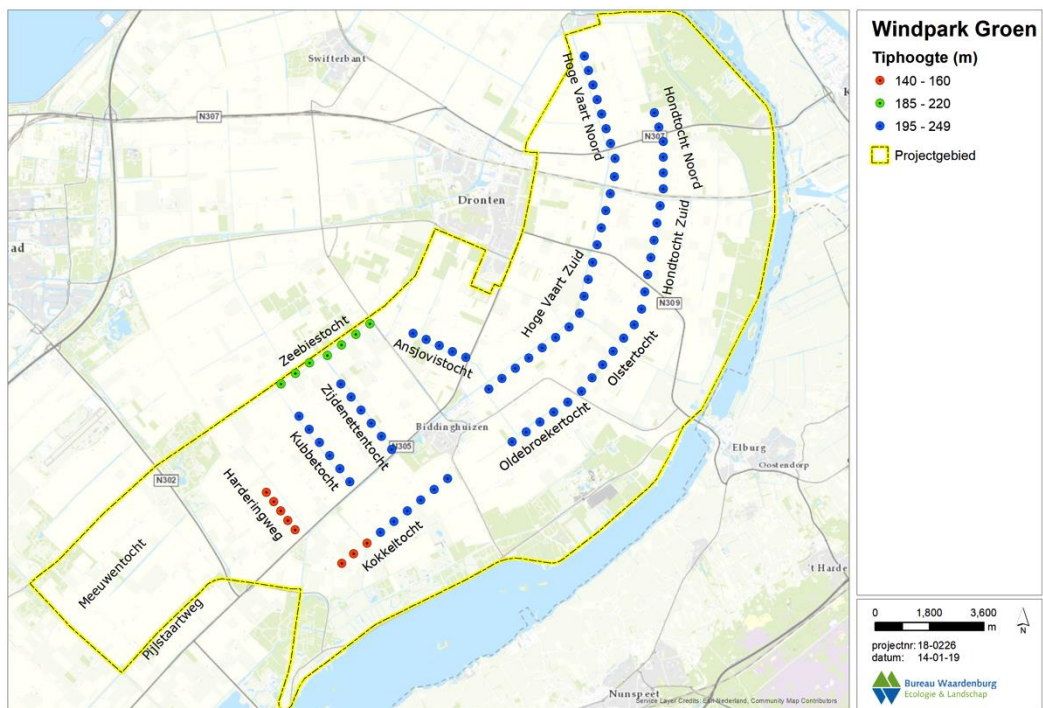 Windpark Groen
Tiphoogte (m)
140 - 160
185 - 220
195 - 249
Projectgebied
Swifterbant
N307
Hoge Vaart Noord
Hondtocht Noord
N307
Dronten
ad
Hondtocht Zuid
Hoge Vaart Zuid
N309
Zeebiestocht
Ansjovistocht
Olstertocht
Zijdenettentocht
Biddinghuizen
Oldebroekertocht
Elburg
Oostendorp
Kubbetocht
N305
N302
Harderingweg
Kokkeltocht
Meeuwentocht
't Harde
Pijlstaartweg
Nunspeet
Service Layer Credits: Esri Nederland, Community Map Contributors
0 1,800 3,600
m
N
projectnr: 18-0226
datum: 14-01-19
Bureau Waardenburg
Ecologie & Landschap